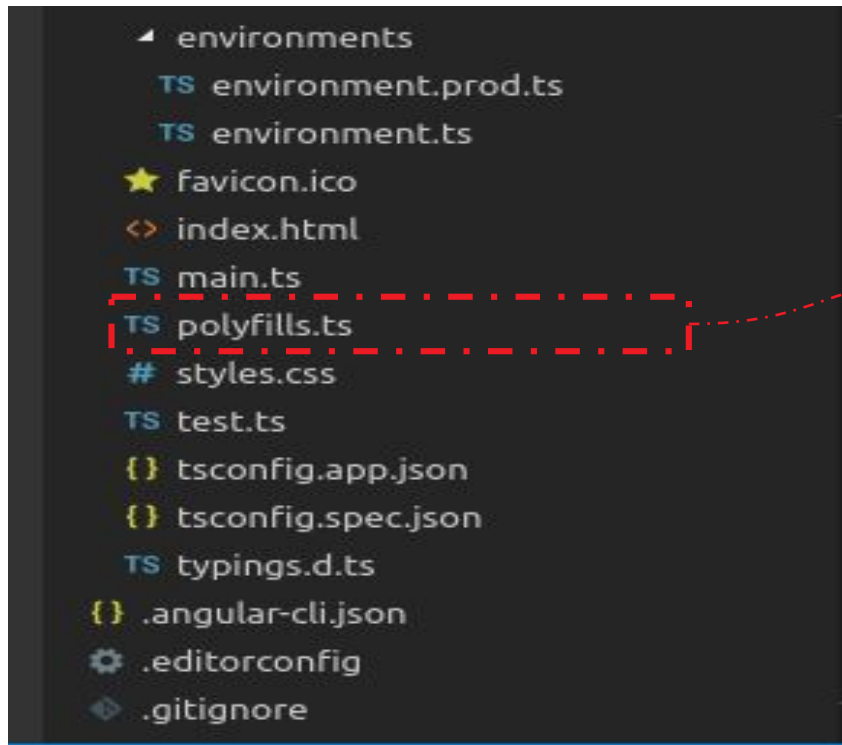 environments
TS environment.prod.ts
TS environment.ts
favicon.ico
<> index.html
TS main.ts
TS polyfills.ts
# styles.css
TS test.ts
{} tsconfig.app.json
{} tsconfig.spec.json
TS typings.d.ts
{} .angular-cli.json
.editorconfig
.gitignore